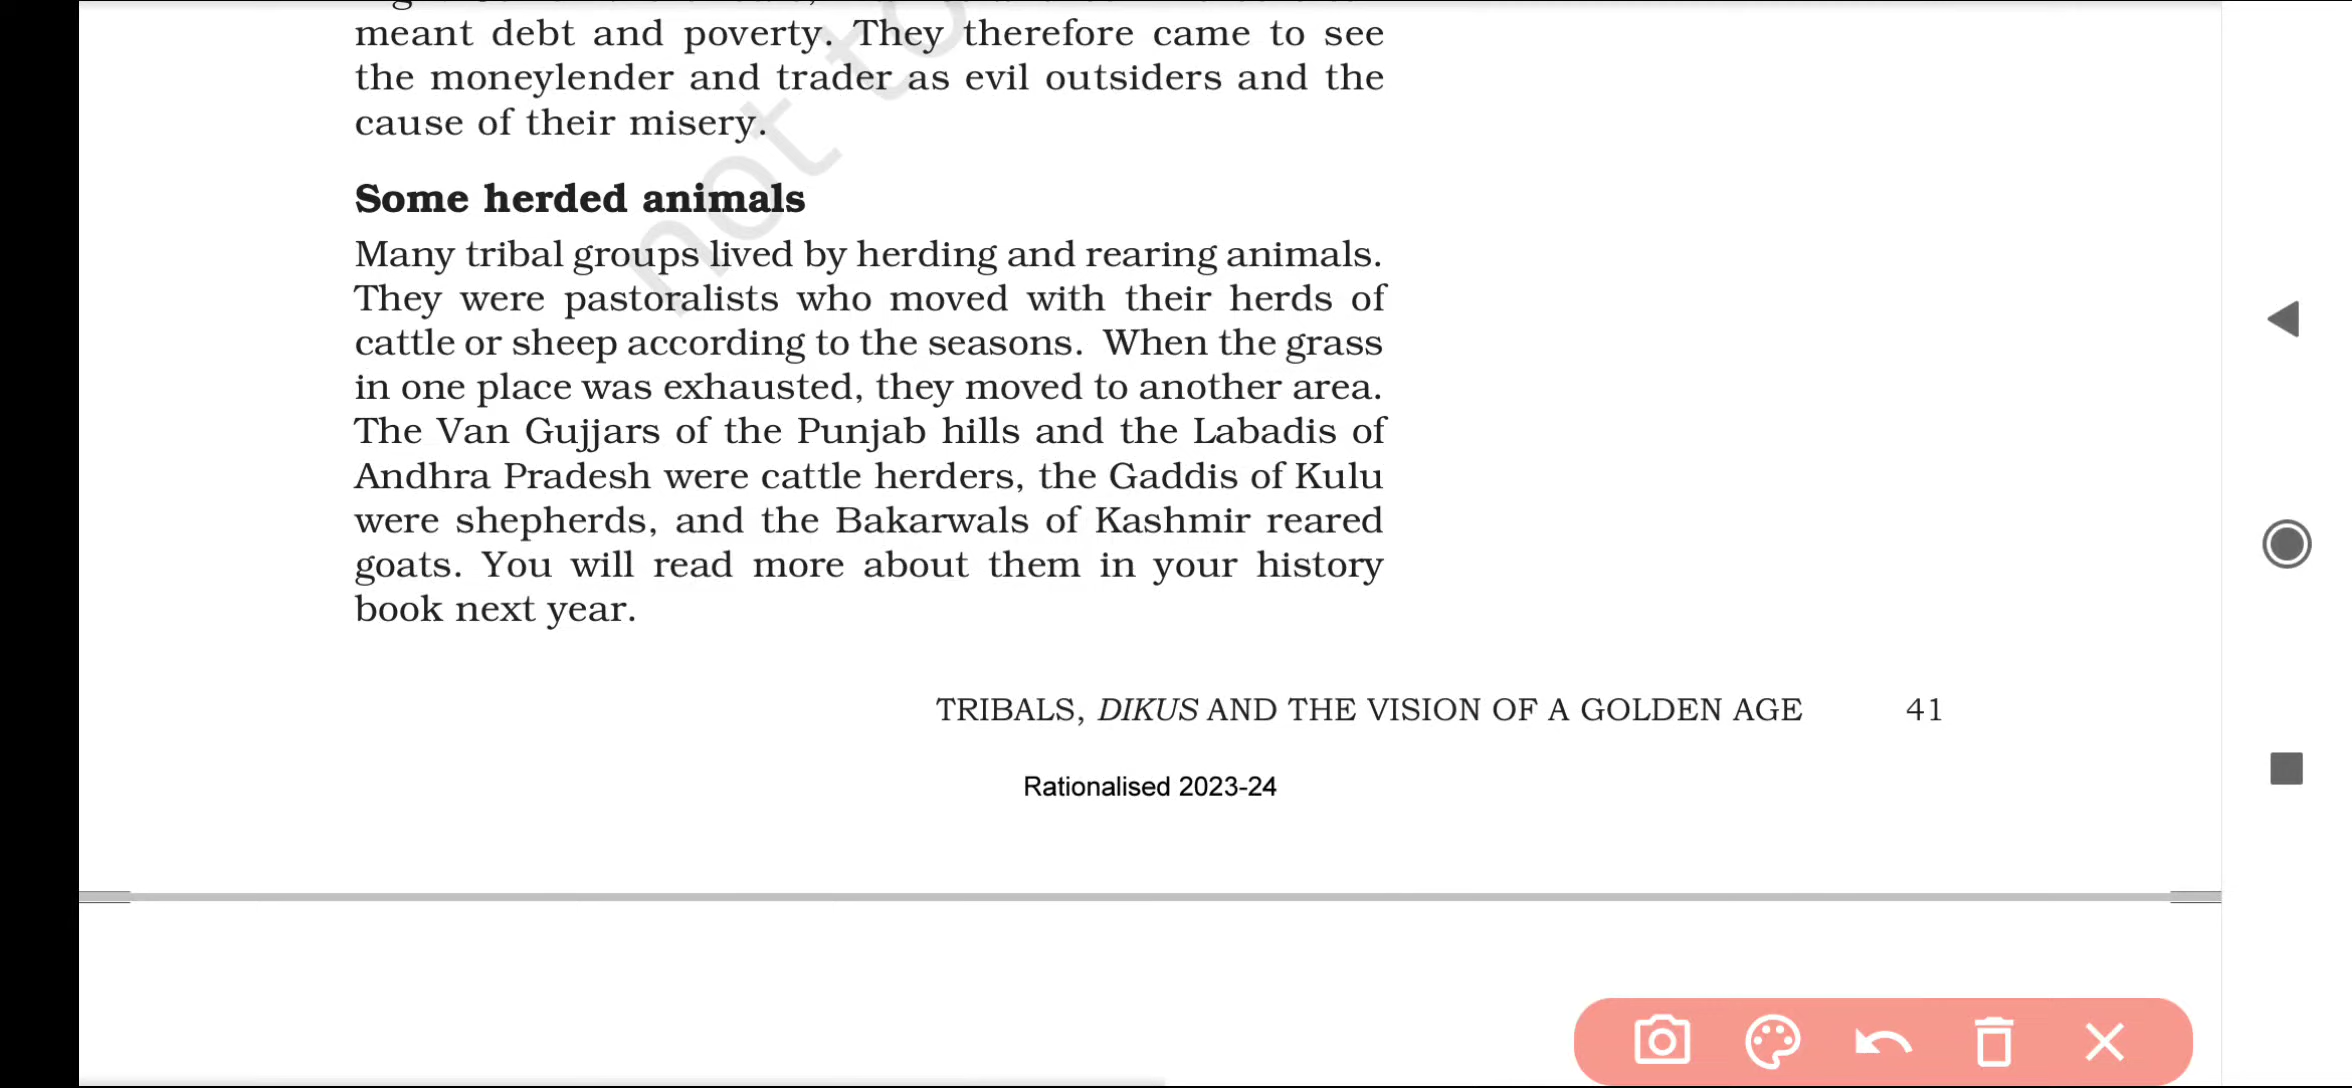 meant debt and poverty. They therefore came to see
the moneylender and trader as evil outsiders and the
cause of their misery.
Some herded animals
Many tribal groups lived by herding and rearing animals.
They were pastoralists who moved with their herds of
cattle or sheep according to the seasons. When the grass
in one place was exhausted, they moved to another area.
The Van Gujjars of the Punjab hills and the Labadis of
Andhra Pradesh were cattle herders, the Gaddis of Kulu
were shepherds, and the Bakarwals of Kashmir reared
goats. You will read more about them in your history
book next year.
TRIBALS, DIKUS AND THE VISION OF A GOLDEN AGE 41
Rationalised 2023-24
not to